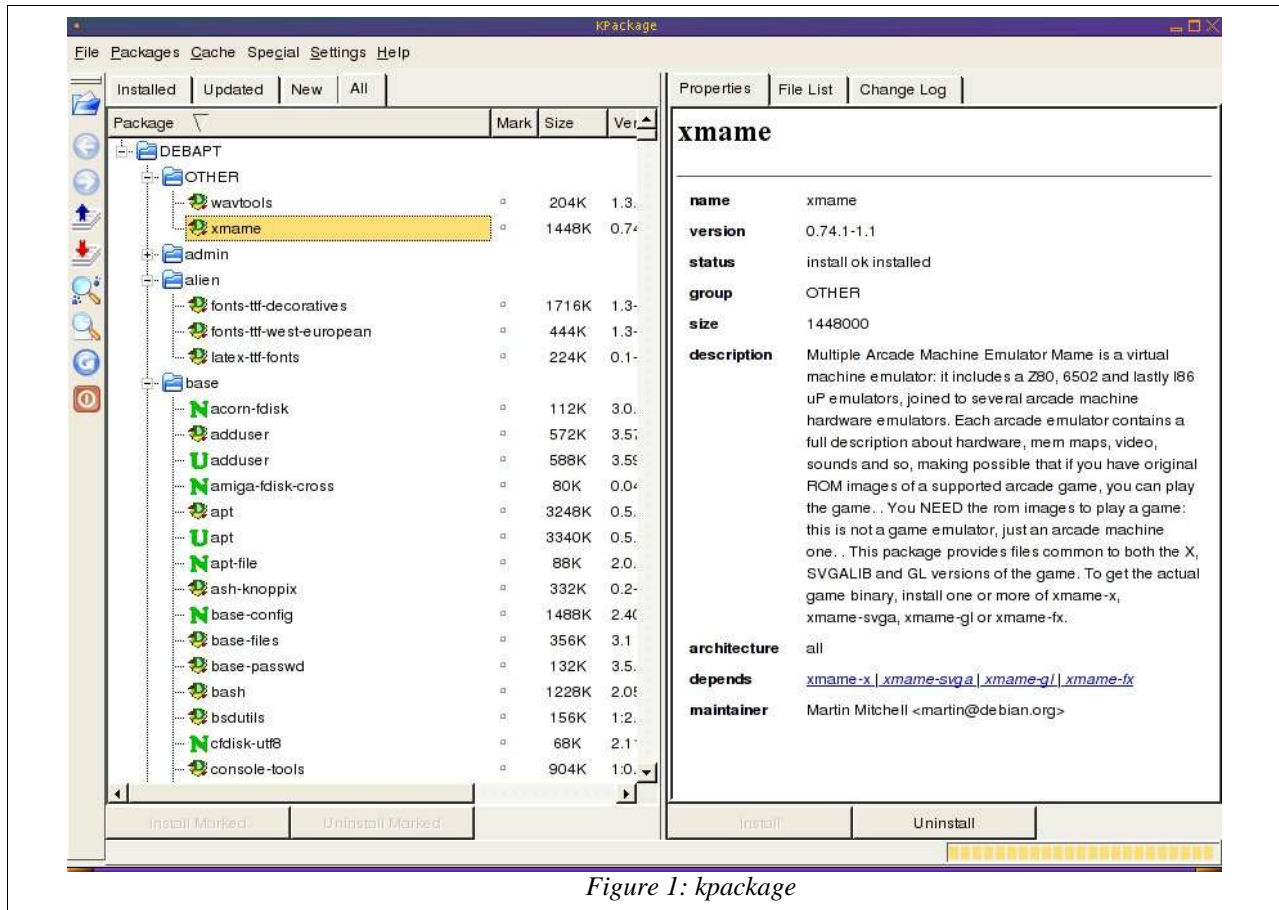 KPackage
File Packages Cache Special Settings Help
Installed Updated New All
Package Mark Size Ver
DEBAPT
OTHER
wavtools 204K 1.3.
xmame 1448K 0.74
admin
alien
fonts-ttf-decoratives 1716K 1.3-
fonts-ttf-west-european 444K 1.3-
latex-ttf-fonts 224K 0.1-
base
N acorn-fdisk 112K 3.0.
adduser 572K 3.57
U adduser 588K 3.59
N amiga-fdisk-cross 80K 0.04
apt 3248K 0.5.
U apt 3340K 0.5.
N apt-file 88K 2.0.
ash-knoppix 332K 0.2-
N base-config 1488K 2.40
base-files 356K 3.1
base-passwd 132K 3.5.
bash 1228K 2.05
bsdutils 156K 1:2.
N cfdisk-utf8 68K 2.11
console-tools 904K 1:0.
Install Marked Uninstall Marked
Properties File List Change Log
xmame
name xmame
version 0.74.1-1.1
status install ok installed
group OTHER
size 1448000
description Multiple Arcade Machine Emulator Mame is a virtual
machine emulator: it includes a Z80, 6502 and lastly I86
uP emulators, joined to several arcade machine
hardware emulators. Each arcade emulator contains a
full description about hardware, mem maps, video,
sounds and so, making possible that if you have original
ROM images of a supported arcade game, you can play
the game. . You NEED the rom images to play a game:
this is not a game emulator, just an arcade machine
one. . This package provides files common to both the X,
SVGALIB and GL versions of the game. To get the actual
game binary, install one or more of xmame-x,
xmame-svga, xmame-gl or xmame-fx.
architecture all
depends xmame-x | xmame-svga | xmame-gl | xmame-fx
maintainer Martin Mitchell <martin@debian.org>
Install Uninstall
Figure 1: kpackage